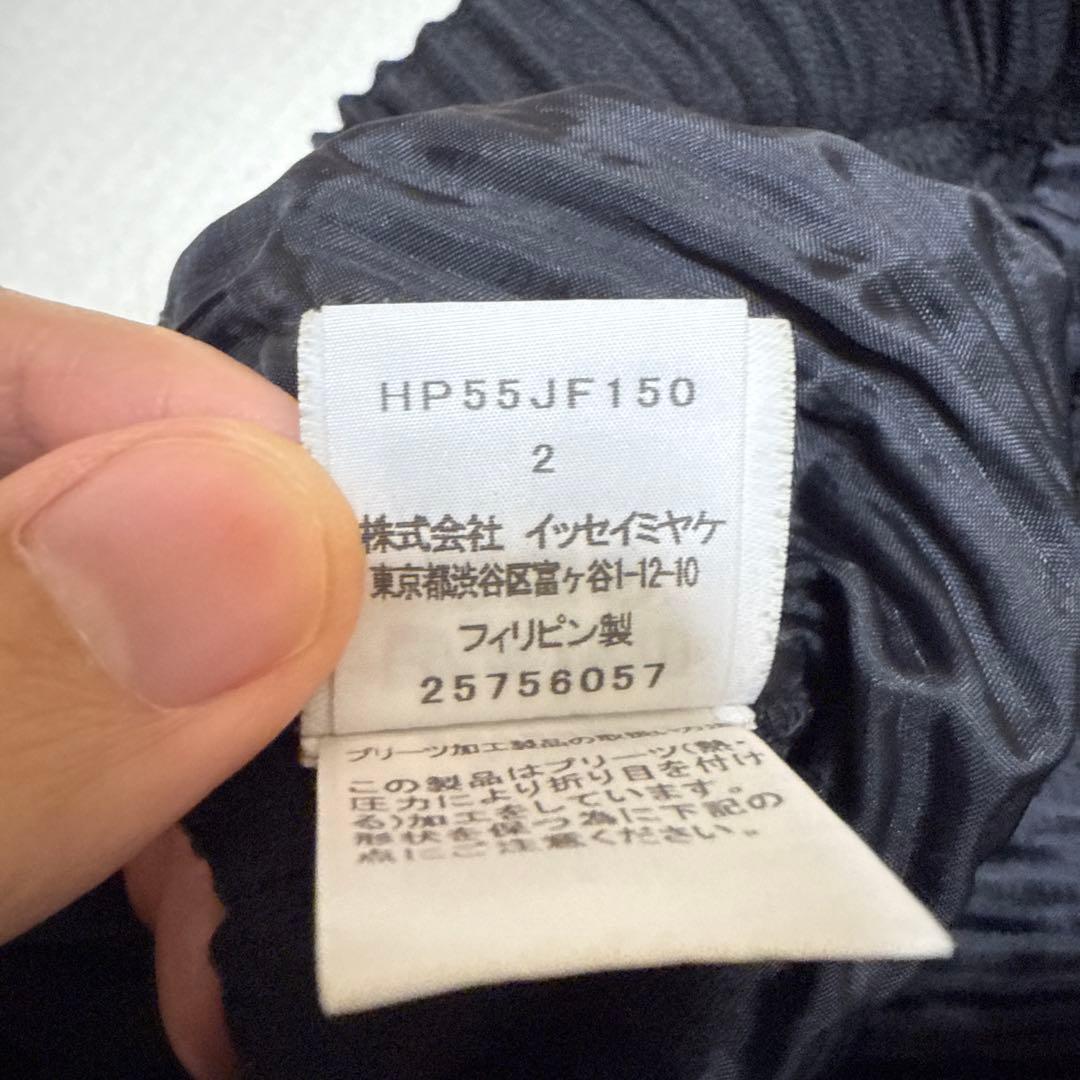 HP55JF150
2
株式会社 イッセイミヤケ
東京都渋谷区富ヶ谷1-12-10
フィリピン製
25756057
プリーツ加工製品の取扱い方法
この製品はプリーツ(熱・
圧力により折り目を付け
る)加工をしています。
形状を保つ為に下記の
点にご注意ください。